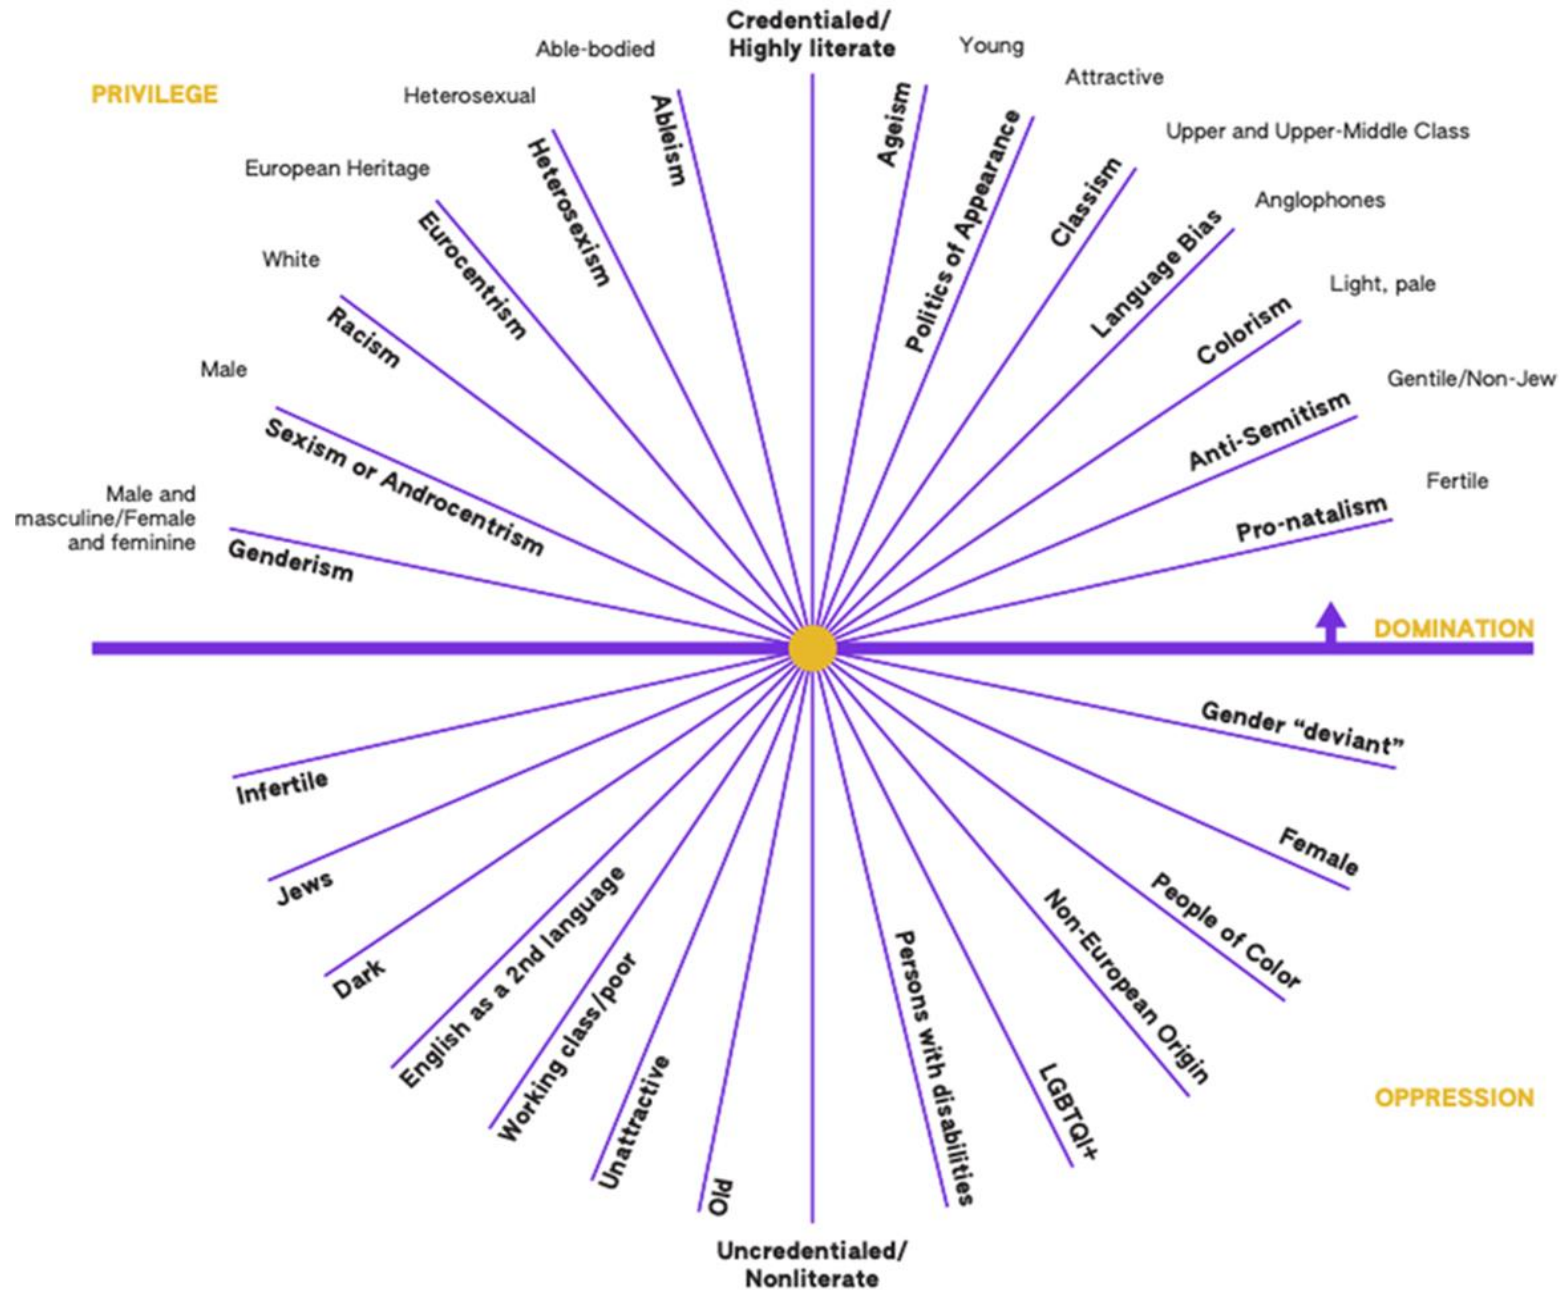 Credentialed/
Highly literate
Able-bodied
Young
Attractive
PRIVILEGE
Heterosexual
Ableism
Ageism
Politics of Appearance
Upper and Upper-Middle Class
European Heritage
Heterosexism
Classism
Anglophones
Eurocentrism
Language Bias
White
Light, pale
Racism
Colorism
Male
Gentile/Non-Jew
Sexism or Androcentrism
Anti-Semitism
Male and
masculine/Female
and feminine
Fertile
Genderism
Pro-natalism
DOMINATION
Gender “deviant”
Infertile
Female
Jews
People of Color
Dark
Non-European Origin
English as a 2nd language
Persons with disabilities
Working class/poor
LGBTQI+
Unattractive
OPPRESSION
Old
Uncredentialed/
Nonliterate